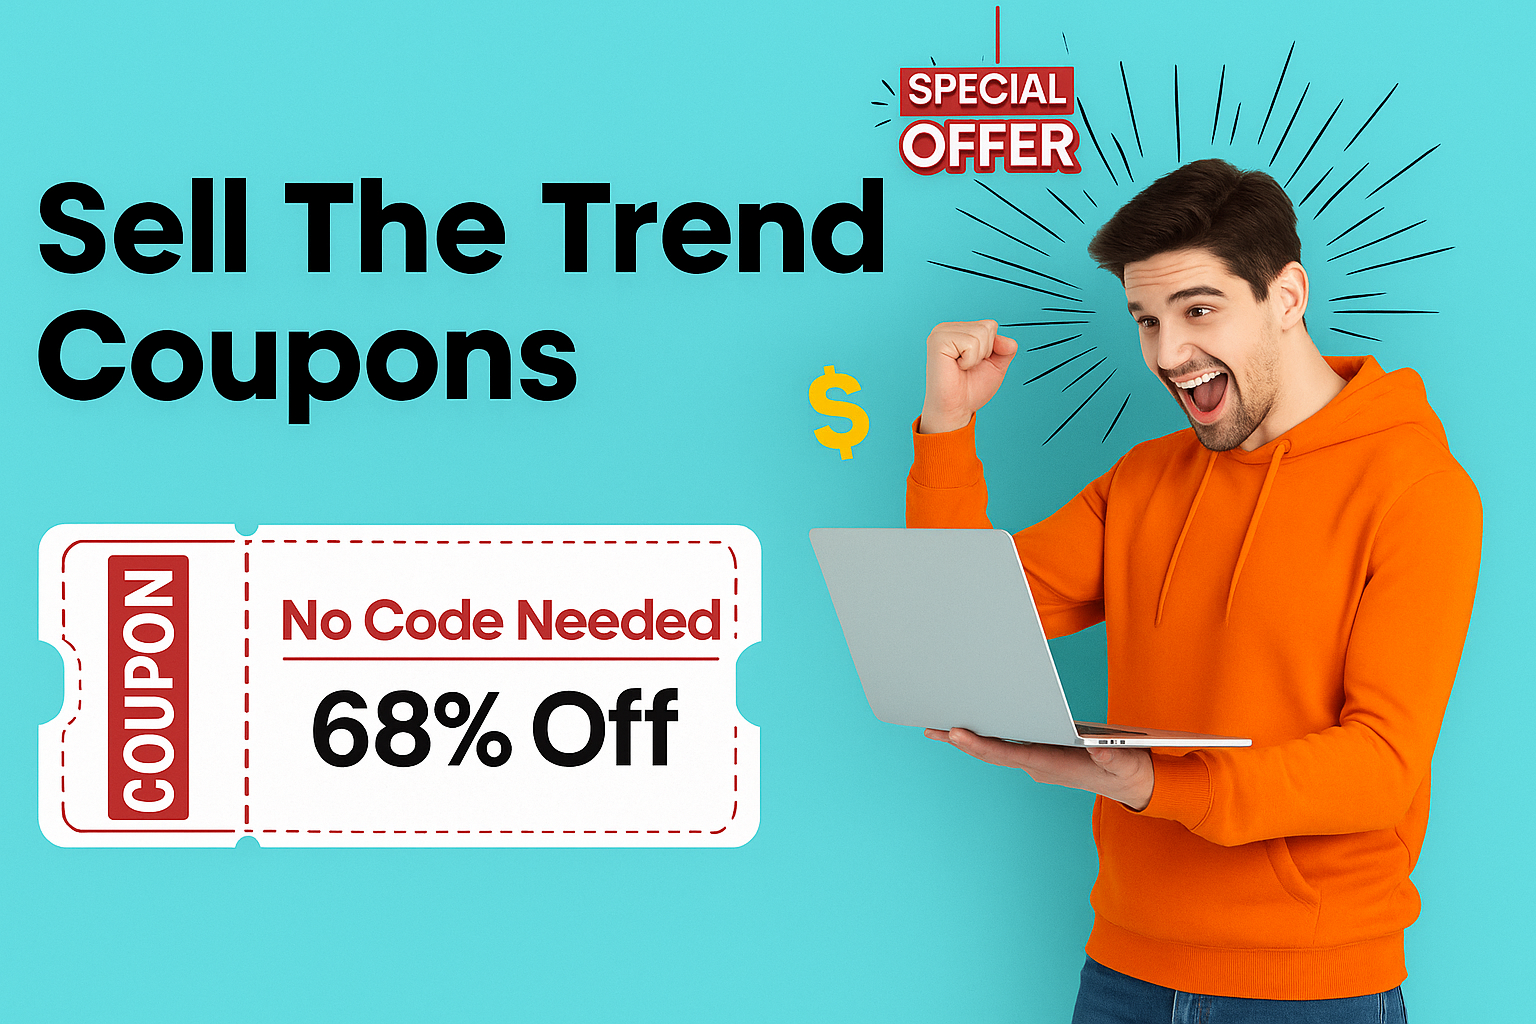 SPECIAL
OFFER
Sell The Trend
Coupons
$
COUPON
No Code Needed
68% Off